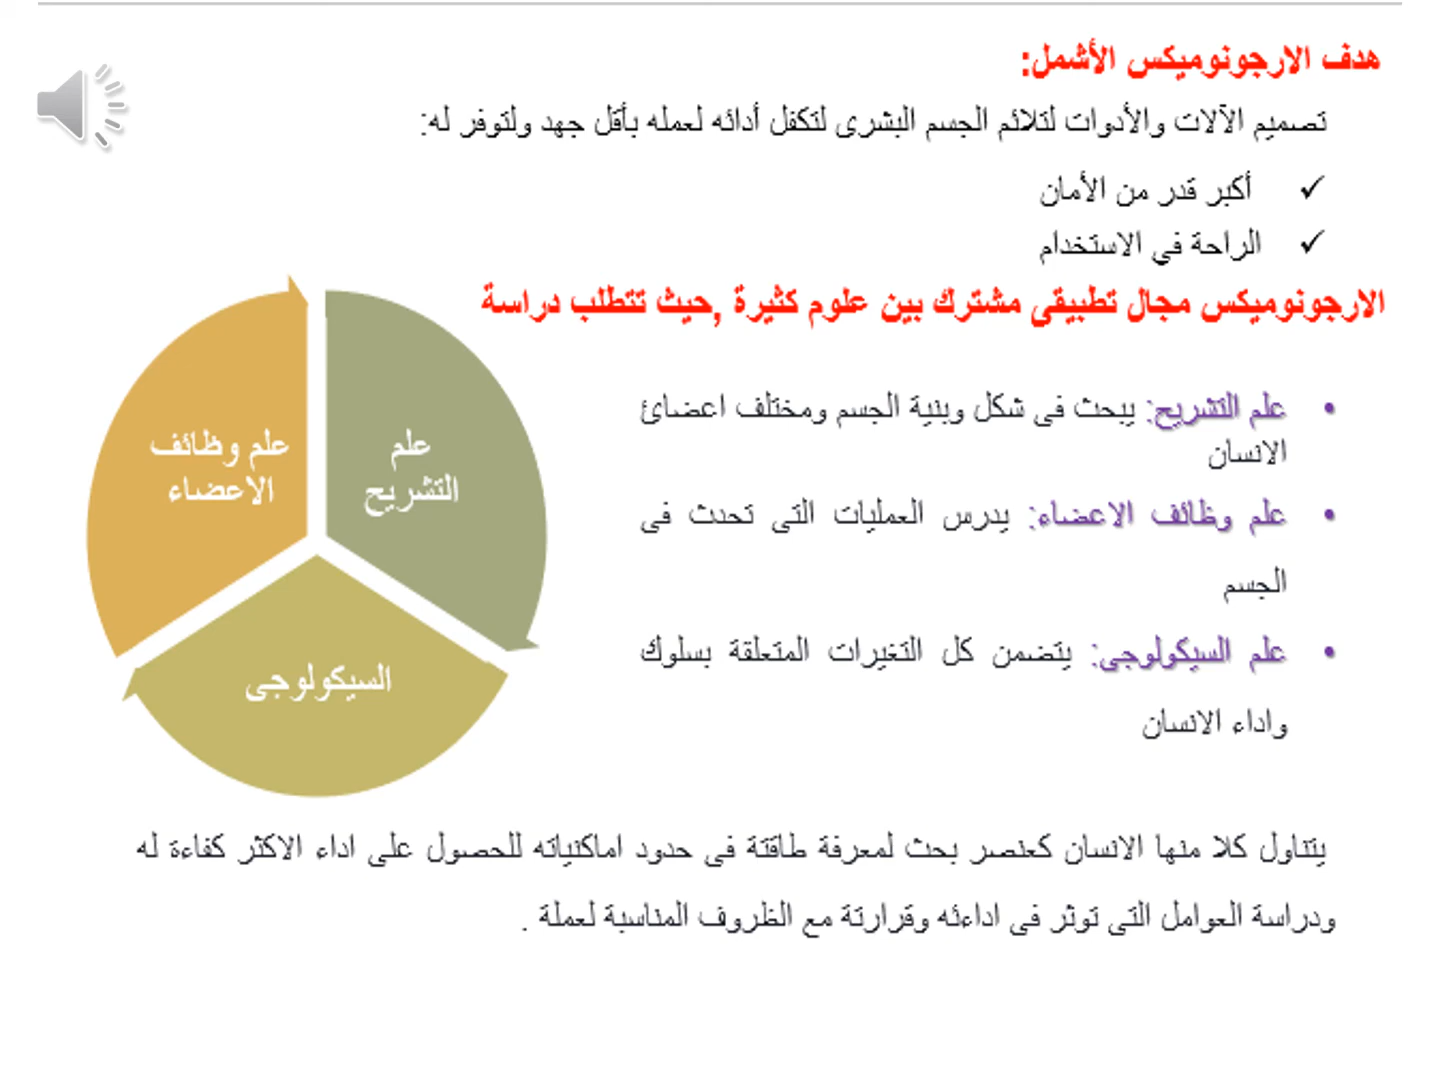 هدف الارجونوميكس الأشمل:
تصميم الآلات والأدوات لتلائم الجسم البشرى لتكفل أدائه لعمله بأقل جهد ولتوفر له:
✓ أكبر قدر من الأمان
✓ الراحة في الاستخدام
الارجونوميكس مجال تطبيقى مشترك بين علوم كثيرة ,حيث تتطلب دراسة
• علم التشريح: يبحث فى شكل وبنية الجسم ومختلف اعضائ
الانسان
• علم وظائف الاعضاء: يدرس العمليات التى تحدث فى
الجسم
• علم السيكولوجى: يتضمن كل التغيرات المتعلقة بسلوك
واداء الانسان
علم
التشريح
علم وظائف
الاعضاء
السيكولوجى
يتناول كلا منها الانسان كعنصر بحث لمعرفة طاقتة فى حدود اماكنياته للحصول على اداء الاكثر كفاءة له
ودراسة العوامل التى توثر فى اداءئه وقرارتة مع الظروف المناسبة لعملة .